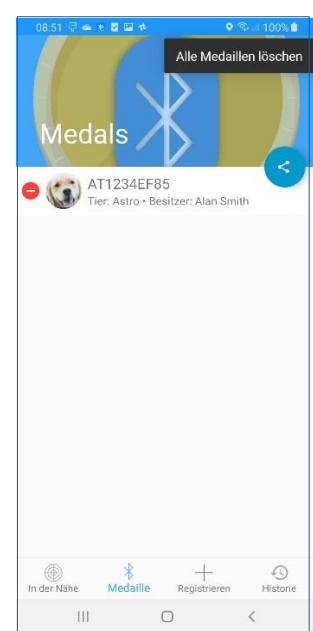 08:51 100%
Alle Medaillen löschen
Medals
AT1234EF85
Tier: Astro • Besitzer: Alan Smith
In der Nähe Medaille Registrieren Historie